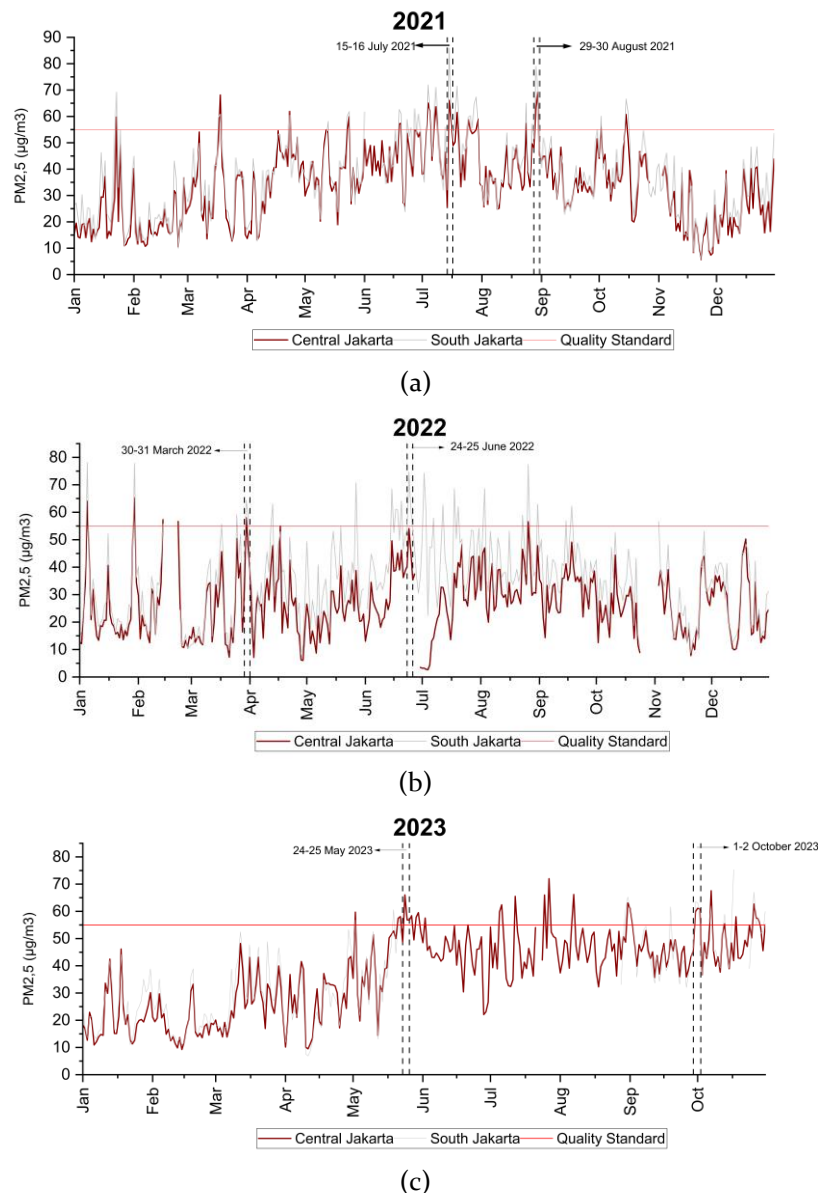 2021
15-16 July 2021
29-30 August 2021
90
80
70
60
50
40
30
20
10
0
PM2,5 (µg/m3)
Jan
Feb
Mar
Apr
May
Jun
Jul
Aug
Sep
Oct
Nov
Dec
Central Jakarta South Jakarta Quality Standard
(a)
2022
30-31 March 2022
24-25 June 2022
80
70
60
50
40
30
20
10
0
PM2,5 (µg/m3)
Jan
Feb
Mar
Apr
May
Jun
Jul
Aug
Sep
Oct
Nov
Dec
Central Jakarta South Jakarta Quality Standard
(b)
2023
24-25 May 2023
1-2 October 2023
80
70
60
50
40
30
20
10
0
PM2,5 (µg/m3)
Jan
Feb
Mar
Apr
May
Jun
Jul
Aug
Sep
Oct
Central Jakarta South Jakarta Quality Standard
(c)